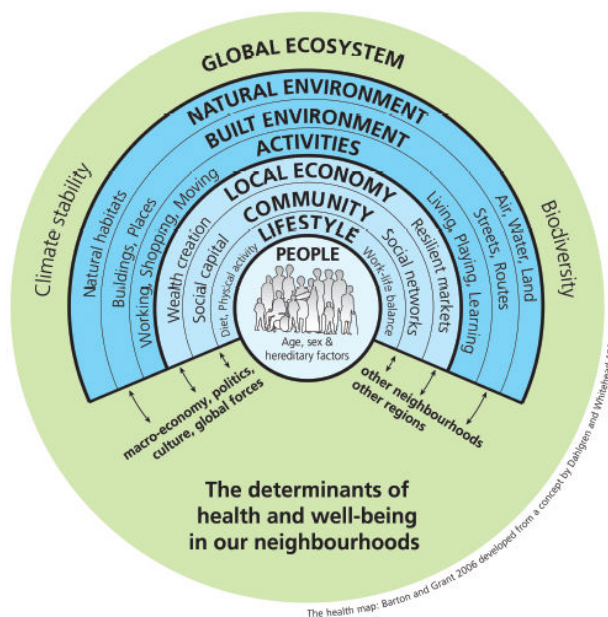 GLOBAL ECOSYSTEM
NATURAL ENVIRONMENT
BUILT ENVIRONMENT
ACTIVITIES
LOCAL ECONOMY
COMMUNITY
LIFESTYLE
PEOPLE
Age, sex &
hereditary factors
Climate stability
Natural habitats
Buildings, Places
Working, Shopping, Moving
Wealth creation
Social capital
Diet, Physical activity
Work-life balance
Social networks
Resilient markets
Living, Playing, Learning
Streets, Routes
Air, Water, Land
Biodiversity
macro-economy, politics,
culture, global forces
other neighbourhoods
other regions
The determinants of
health and well-being
in our neighbourhoods
The health map: Barton and Grant 2006 developed from a concept by Dahlgren and Whitehead